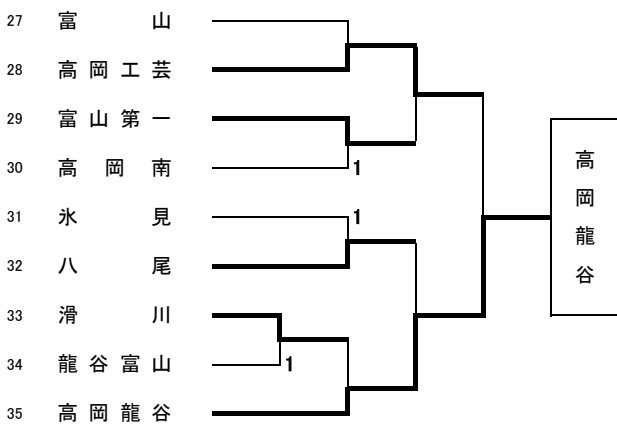 27 富山
28 高岡工芸
29 富山第一
30 高岡南 1
31 氷見 1
32 八尾
33 滑川
34 龍谷富山 1
35 高岡龍谷
高岡龍谷